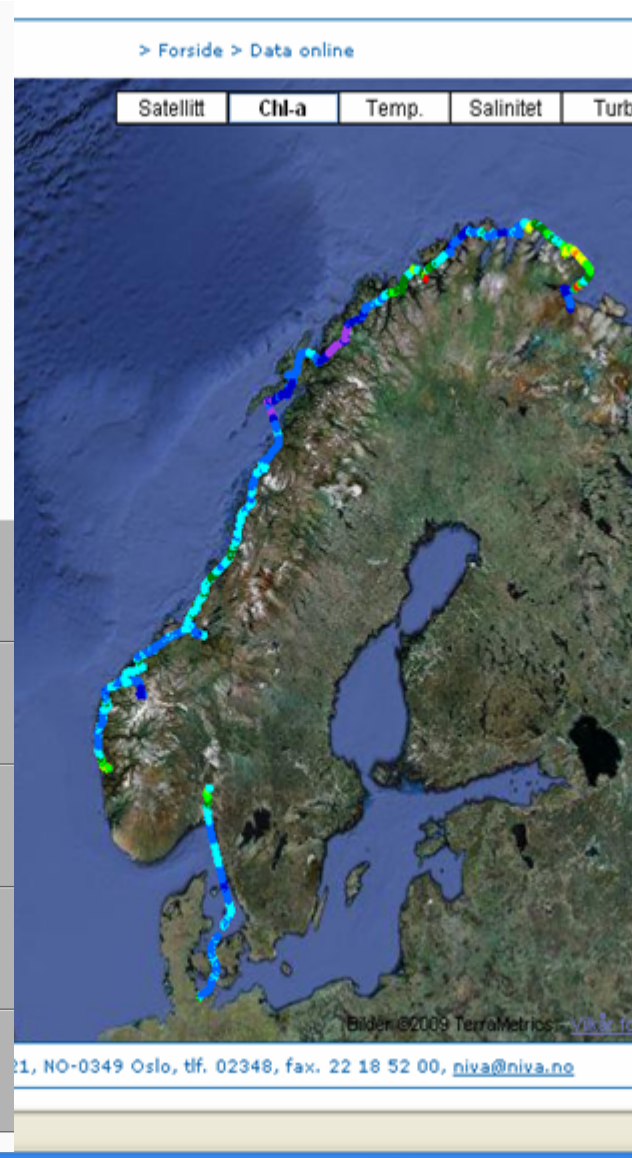 > Forside > Data online
Satellitt Chl-a Temp. Salinitet Turb
Bilder ©2009 TerraMetrics -
21, NO-0349 Oslo, tlf. 02348, fax. 22 18 52 00, niva@niva.no